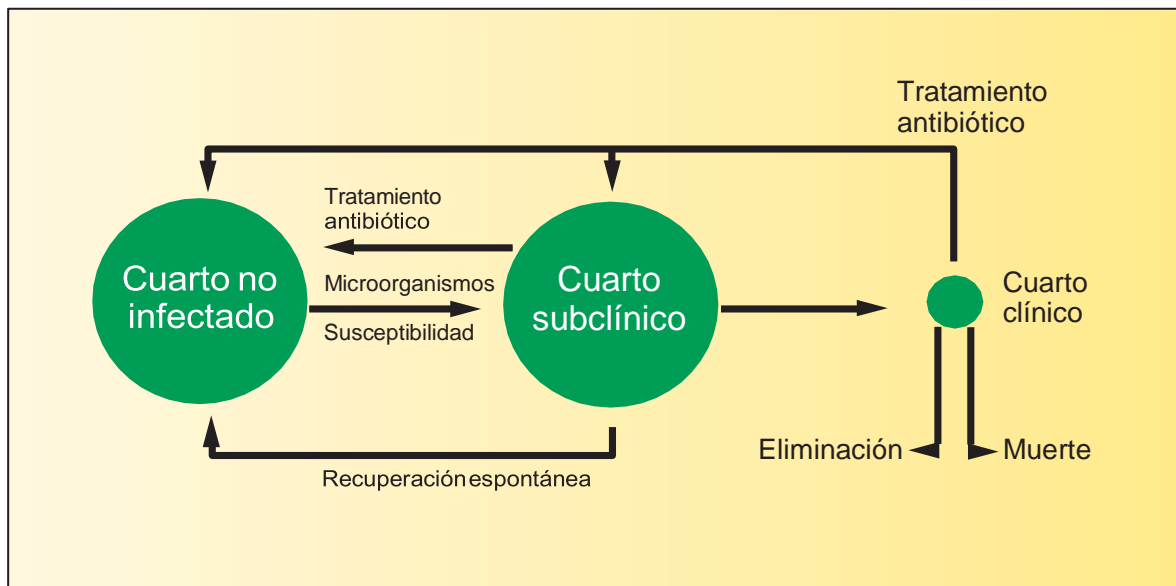 Tratamiento
antibiótico
Tratamiento
antibiótico
Cuarto no
infectado
Microorganismos
Susceptibilidad
Cuarto
subclínico
Cuarto
clínico
Eliminación
Muerte
Recuperación espontánea